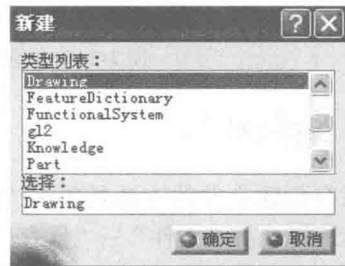 新建
类型列表：
Drawing
FeatureDictionary
FunctionalSystem
gl2
Knowledge
Part
选择：
Drawing
确定
取消